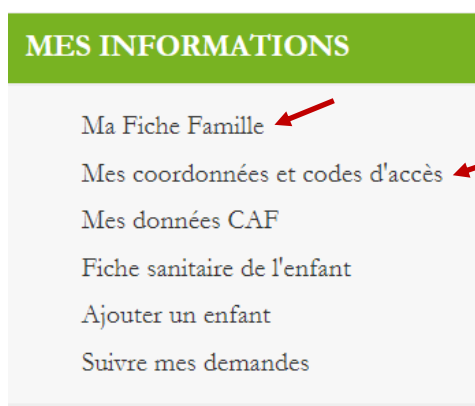 MES INFORMATIONS
Ma Fiche Famille
Mes coordonnées et codes d'accès
Mes données CAF
Fiche sanitaire de l'enfant
Ajouter un enfant
Suivre mes demandes